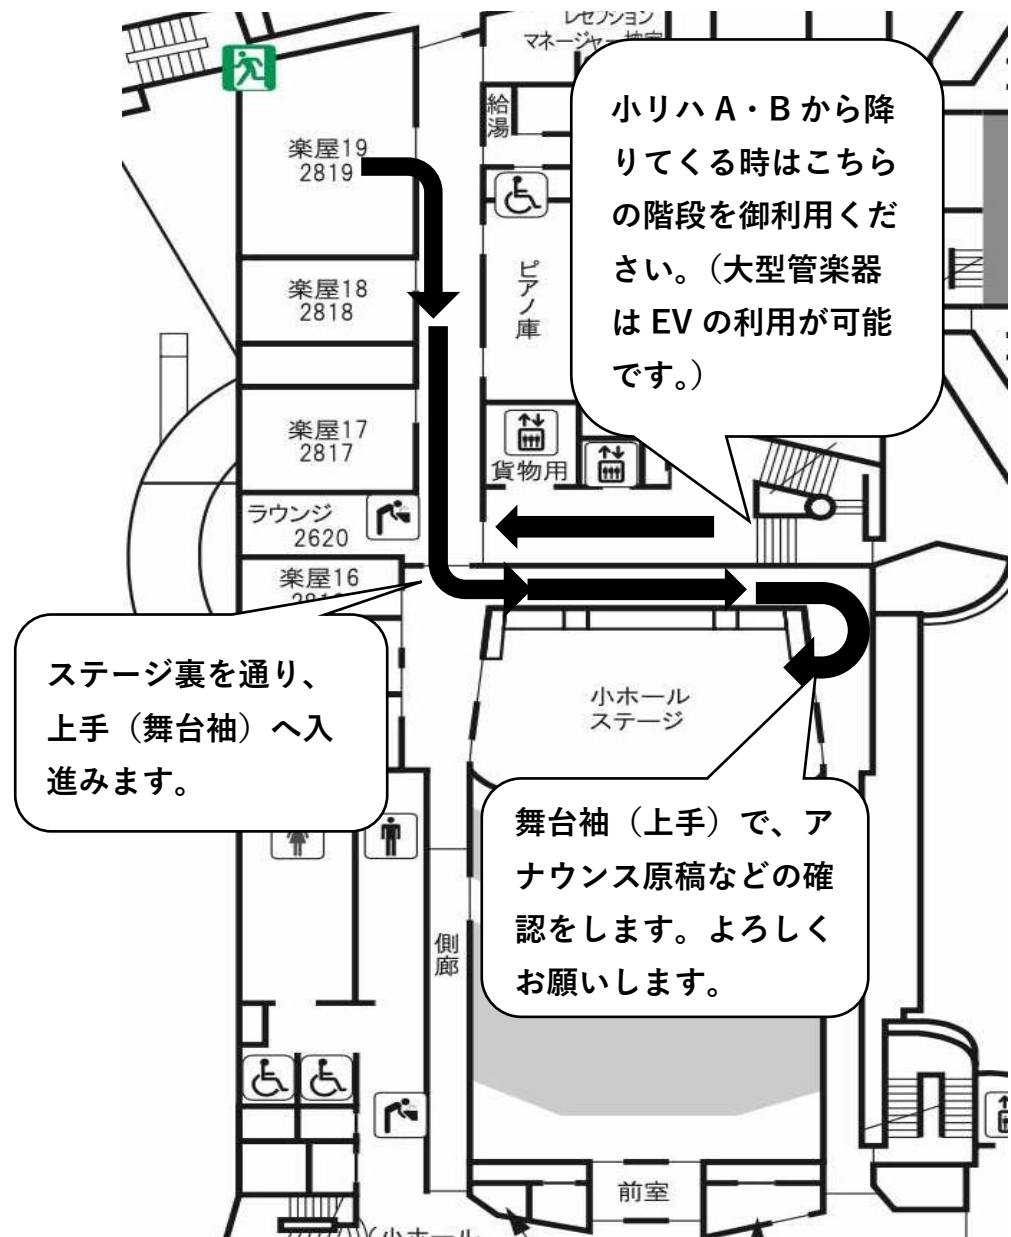 レセプション
マネージャー控室
給湯
楽屋19
2819
小リハ A・B から降
りてくる時はこちら
の階段を御利用くだ
さい。（大型管楽器
は EV の利用が可能
です。）
楽屋18
2818
ピアノ庫
楽屋17
2817
貨物用
ラウンジ
2620
楽屋16
ステージ裏を通り、
上手（舞台袖）へ入
進みます。
小ホール
ステージ
舞台袖（上手）で、ア
ナウンス原稿などの確
認をします。よろしく
お願いします。
側廊
前室
小ホール